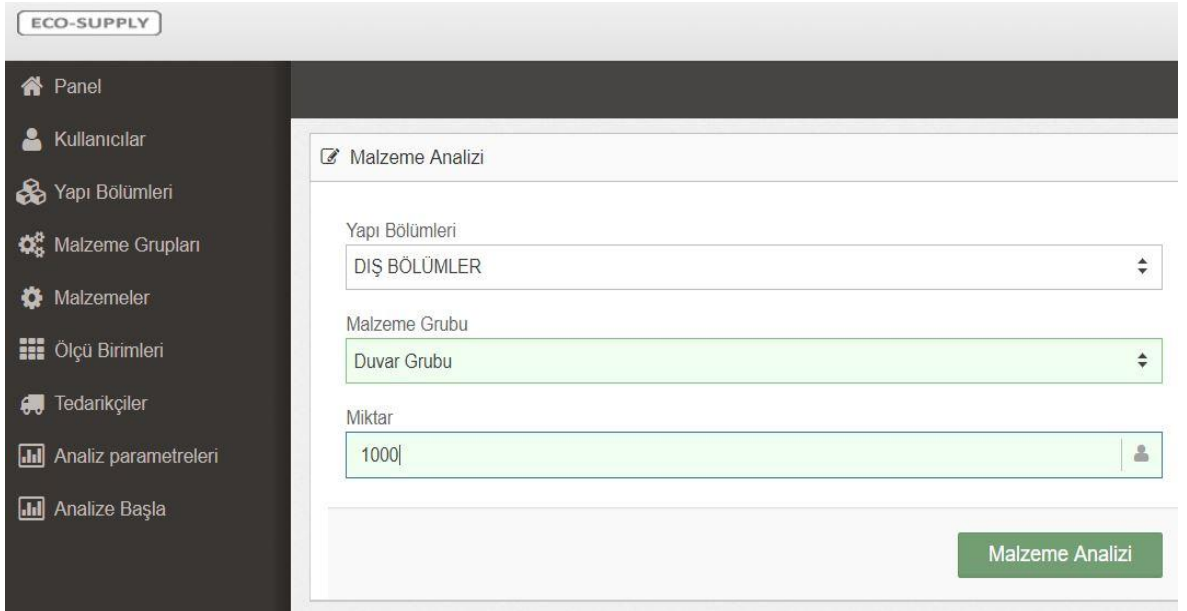 ECO-SUPPLY
Panel
Kullanıcılar
Yapı Bölümleri
Malzeme Grupları
Malzemeler
Ölçü Birimleri
Tedarikçiler
Analiz parametreleri
Analize Başla
Malzeme Analizi
Yapı Bölümleri
DIŞ BÖLÜMLER
Malzeme Grubu
Duvar Grubu
Miktar
1000
Malzeme Analizi